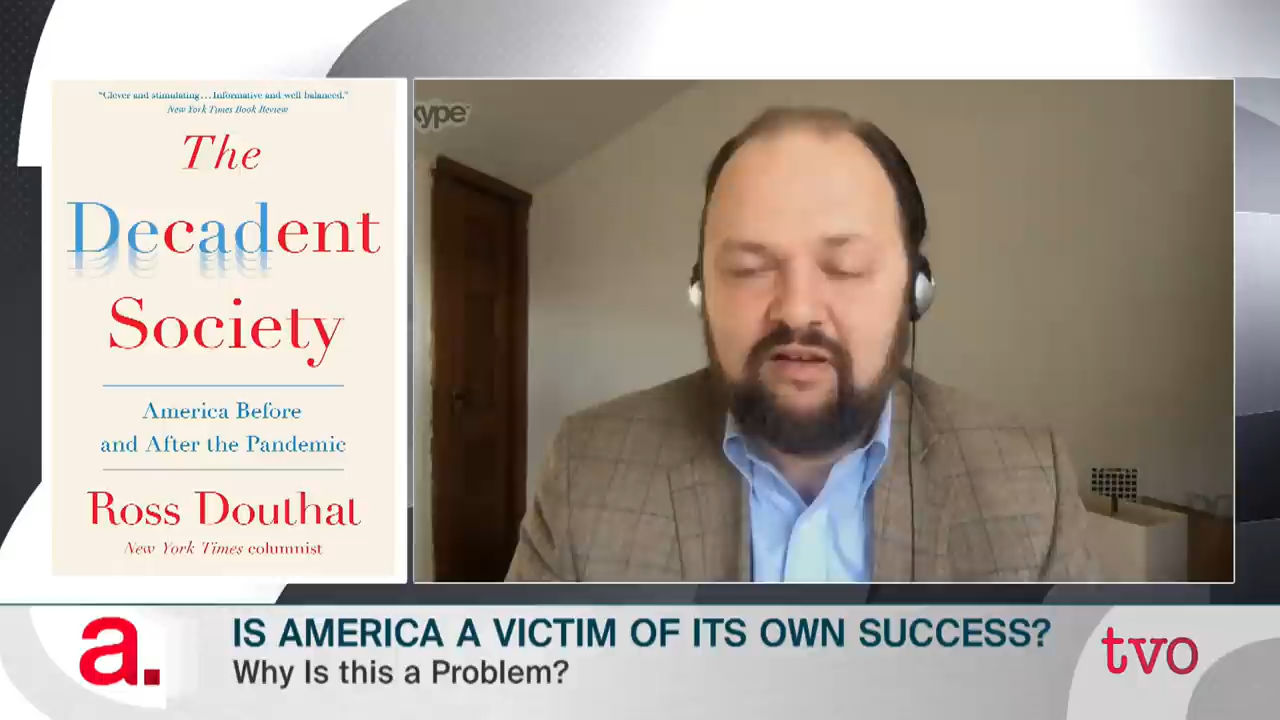 "Clever and stimulating...Informative and well balanced."
New York Times Book Review
The
Decadent
Society
America Before
and After the Pandemic
Ross Douthat
New York Times columnist
kype
a.
IS AMERICA A VICTIM OF ITS OWN SUCCESS?
Why Is this a Problem?
tvo